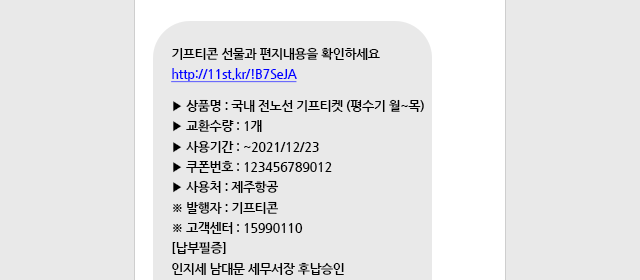 기프티콘 선물과 편지내용을 확인하세요
http://11st.kr/!B7SeJA
▶ 상품명 : 국내 전노선 기프티켓 (평수기 월~목)
▶ 교환수량 : 1개
▶ 사용기간 : ~2021/12/23
▶ 쿠폰번호 : 123456789012
▶ 사용처 : 제주항공
※ 발행자 : 기프티콘
※ 고객센터 : 15990110
[납부필증]
인지세 남대문 세무서장 후납승인